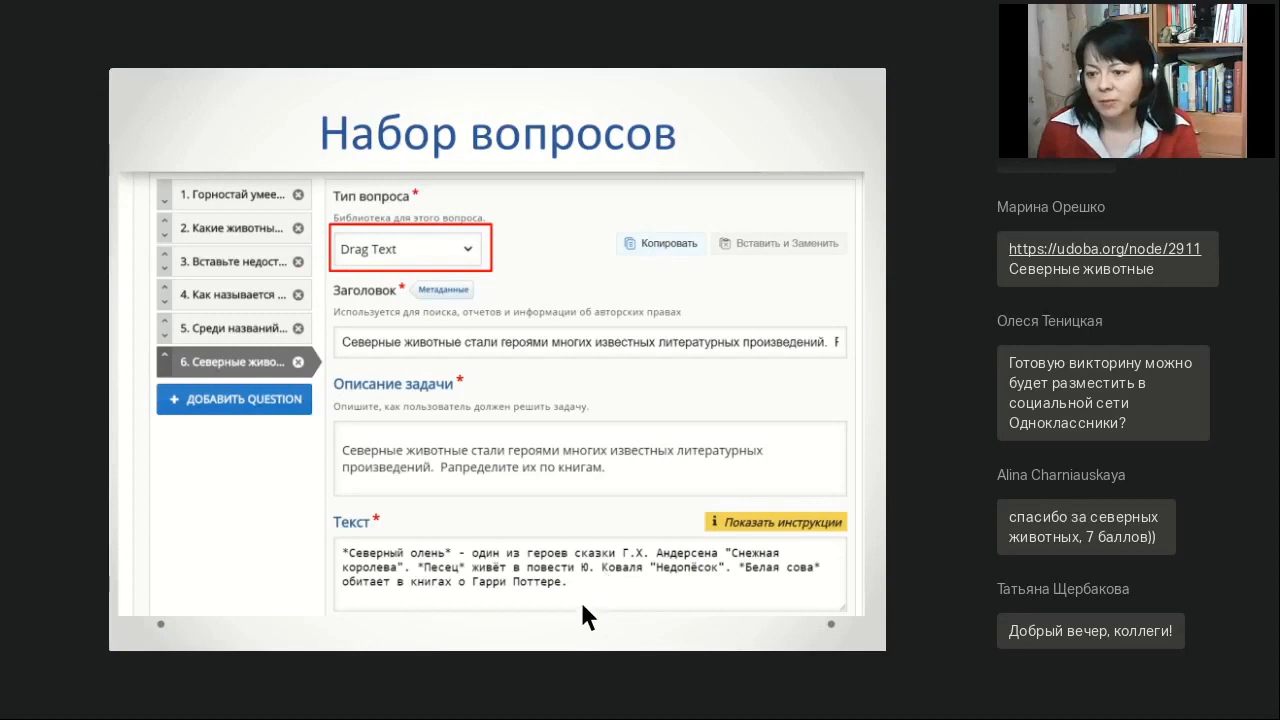 Набор вопросов
1. Горностай умее...
2. Какие животны...
3. Вставьте недост...
4. Как называется ...
5. Среди названий...
6. Северные живо...
+ ДОБАВИТЬ QUESTION
Тип вопроса*
Библиотека для этого вопроса.
Drag Text
Копировать
Вставить и Заменить
Заголовок* Метаданные
Используется для поиска, отчетов и информации об авторских правах
Северные животные стали героями многих известных литературных произведений.
Описание задачи*
Опишите, как пользователь должен решить задачу.
Северные животные стали героями многих известных литературных
произведений. Рапределите их по книгам.
Текст*
Показать инструкции
*Северный олень* - один из героев сказки Г.Х. Андерсена "Снежная
королева". *Песец* живёт в повести Ю. Коваля "Недопёсок". *Белая сова*
обитает в книгах о Гарри Поттере.
Марина Орешко
https://udoba.org/node/2911
Северные животные
Олеся Теницкая
Готовую викторину можно
будет разместить в
социальной сети
Одноклассники?
Alina Charniauskaya
спасибо за северных
животных, 7 баллов))
Татьяна Щербакова
Добрый вечер, коллеги!